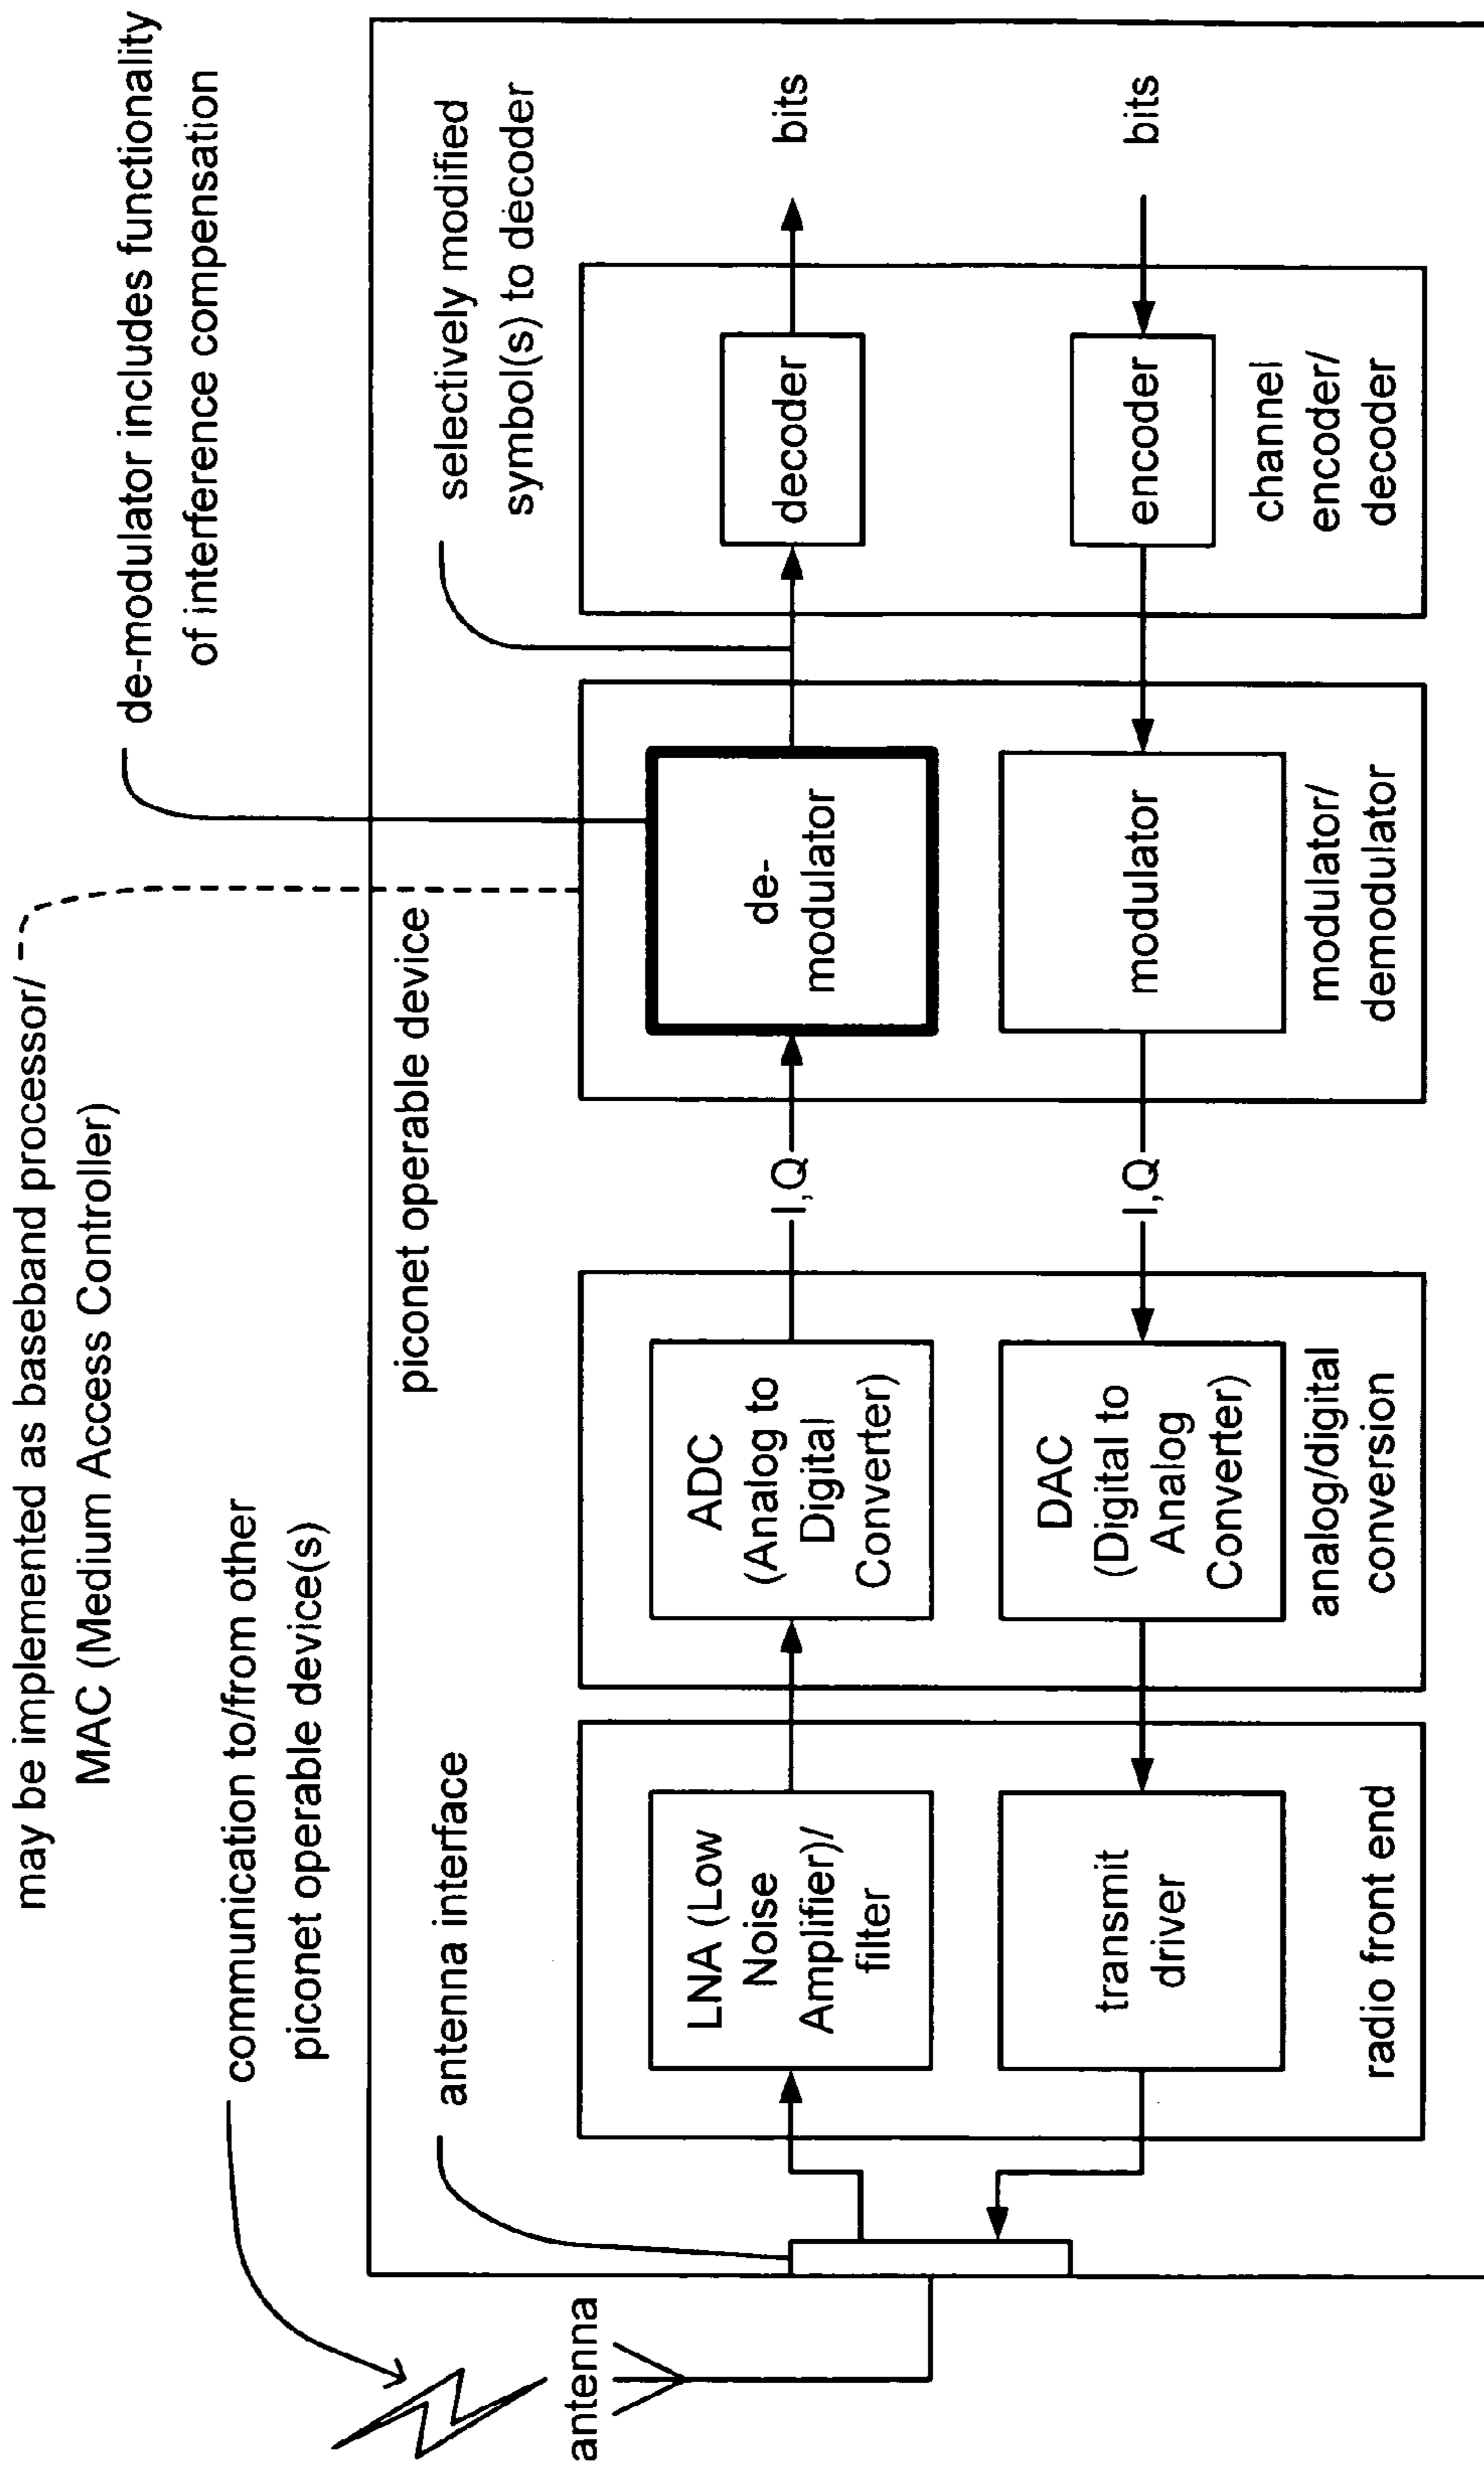 may be implemented as baseband processor/
MAC (Medium Access Controller)
de-modulator includes functionality
of interference compensation
communication to/from other
piconet operable device(s)
antenna
piconet operable device
antenna interface
selectively modified
symbol(s) to decoder
LNA (Low
Noise
Amplifier)/
filter
transmit
driver
radio front end
ADC
(Analog to
Digital
Converter)
DAC
(Digital to
Analog
Converter)
analog/digital
conversion
I,Q
I,Q
de-
modulator
modulator
modulator/
demodulator
decoder
encoder
channel
encoder/
decoder
bits
bits